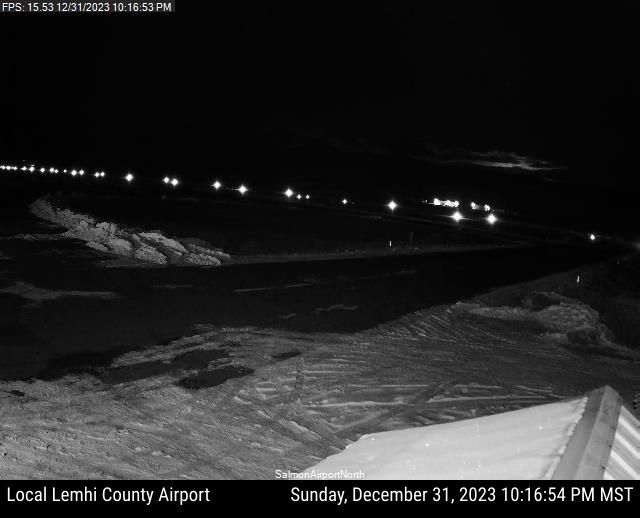 FPS: 15.53 12/31/2023 10:16:53 PM
SalmonAirportNorth
Local Lemhi County Airport
Sunday, December 31, 2023 10:16:54 PM MST